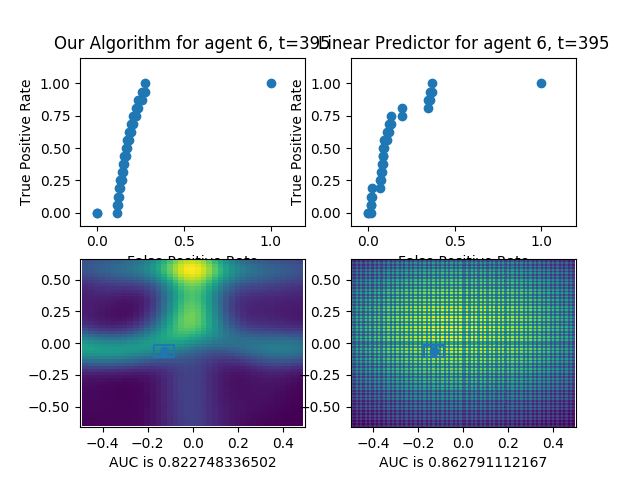 Our Algorithm for agent 6, t=395
Linear Predictor for agent 6, t=395
True Positive Rate
1.00
0.75
0.50
0.25
0.00
0.0 0.5 1.0
False Positive Rate
True Positive Rate
1.00
0.75
0.50
0.25
0.00
0.0 0.5 1.0
False Positive Rate
0.50
0.25
0.00
−0.25
−0.50
−0.4 −0.2 0.0 0.2 0.4
AUC is 0.822748336502
0.50
0.25
0.00
−0.25
−0.50
−0.4 −0.2 0.0 0.2 0.4
AUC is 0.862791112167